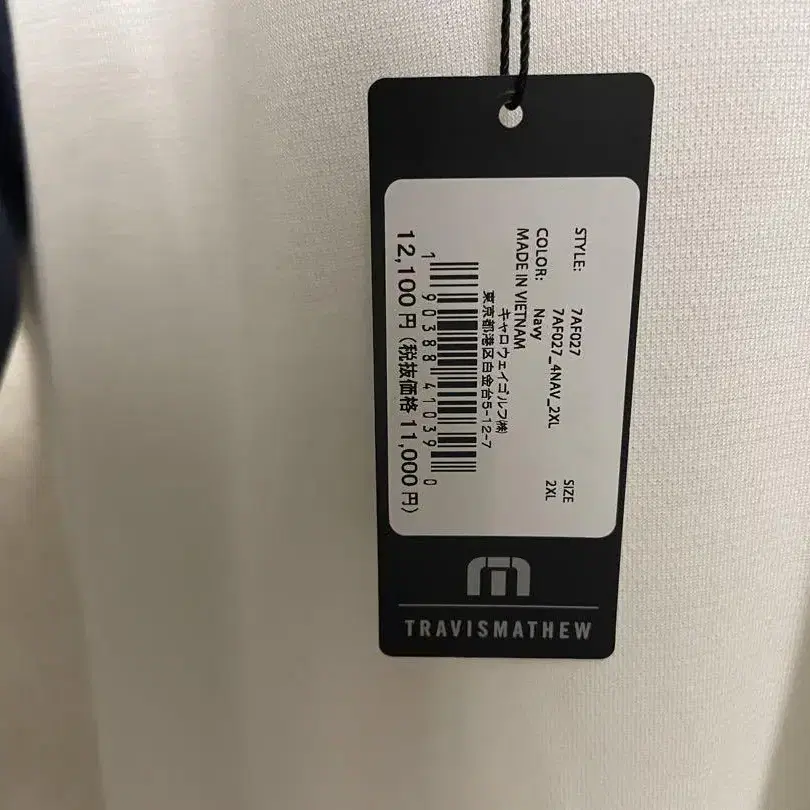 STYLE: 7AF027
7AF027_4NAV_2XL
SIZE
2XL
COLOR: Navy
MADE IN VIETNAM
キャロウェイゴルフ㈱
東京都港区白金台5-12-7
1 90388 41039 0
12,100円(税抜価格 11,000円)
TRAVISMATHEW